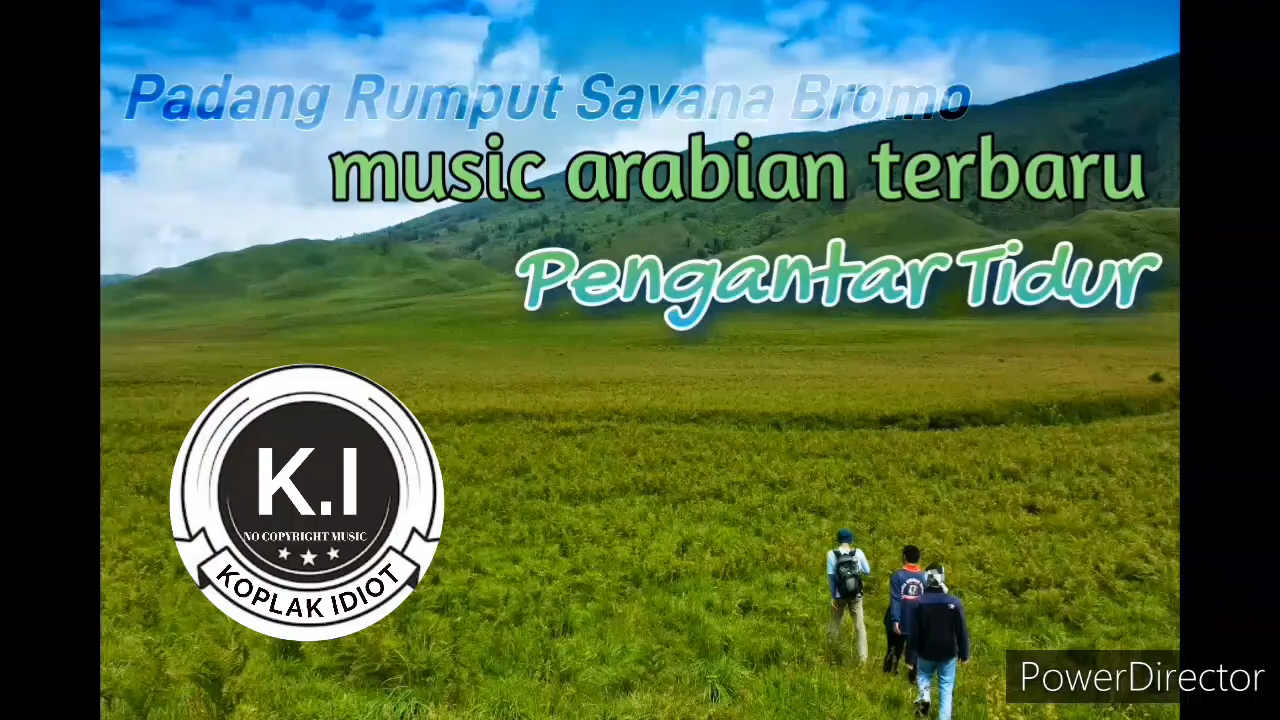 Padang Rumput Savana Bromo
music arabian terbaru
Pengantar Tidur
K.I
NO COPYRIGHT MUSIC
KOPLAK IDIOT
PowerDirector